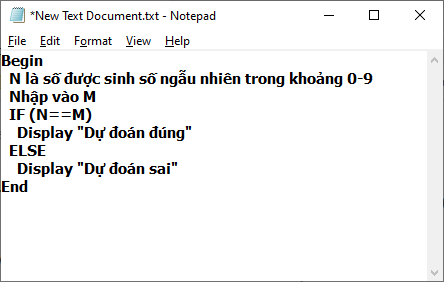 *New Text Document.txt - Notepad
File Edit Format View Help
Begin
N là số được sinh số ngẫu nhiên trong khoảng 0-9
Nhập vào M
IF (N==M)
Display "Dự đoán đúng"
ELSE
Display "Dự đoán sai"
End